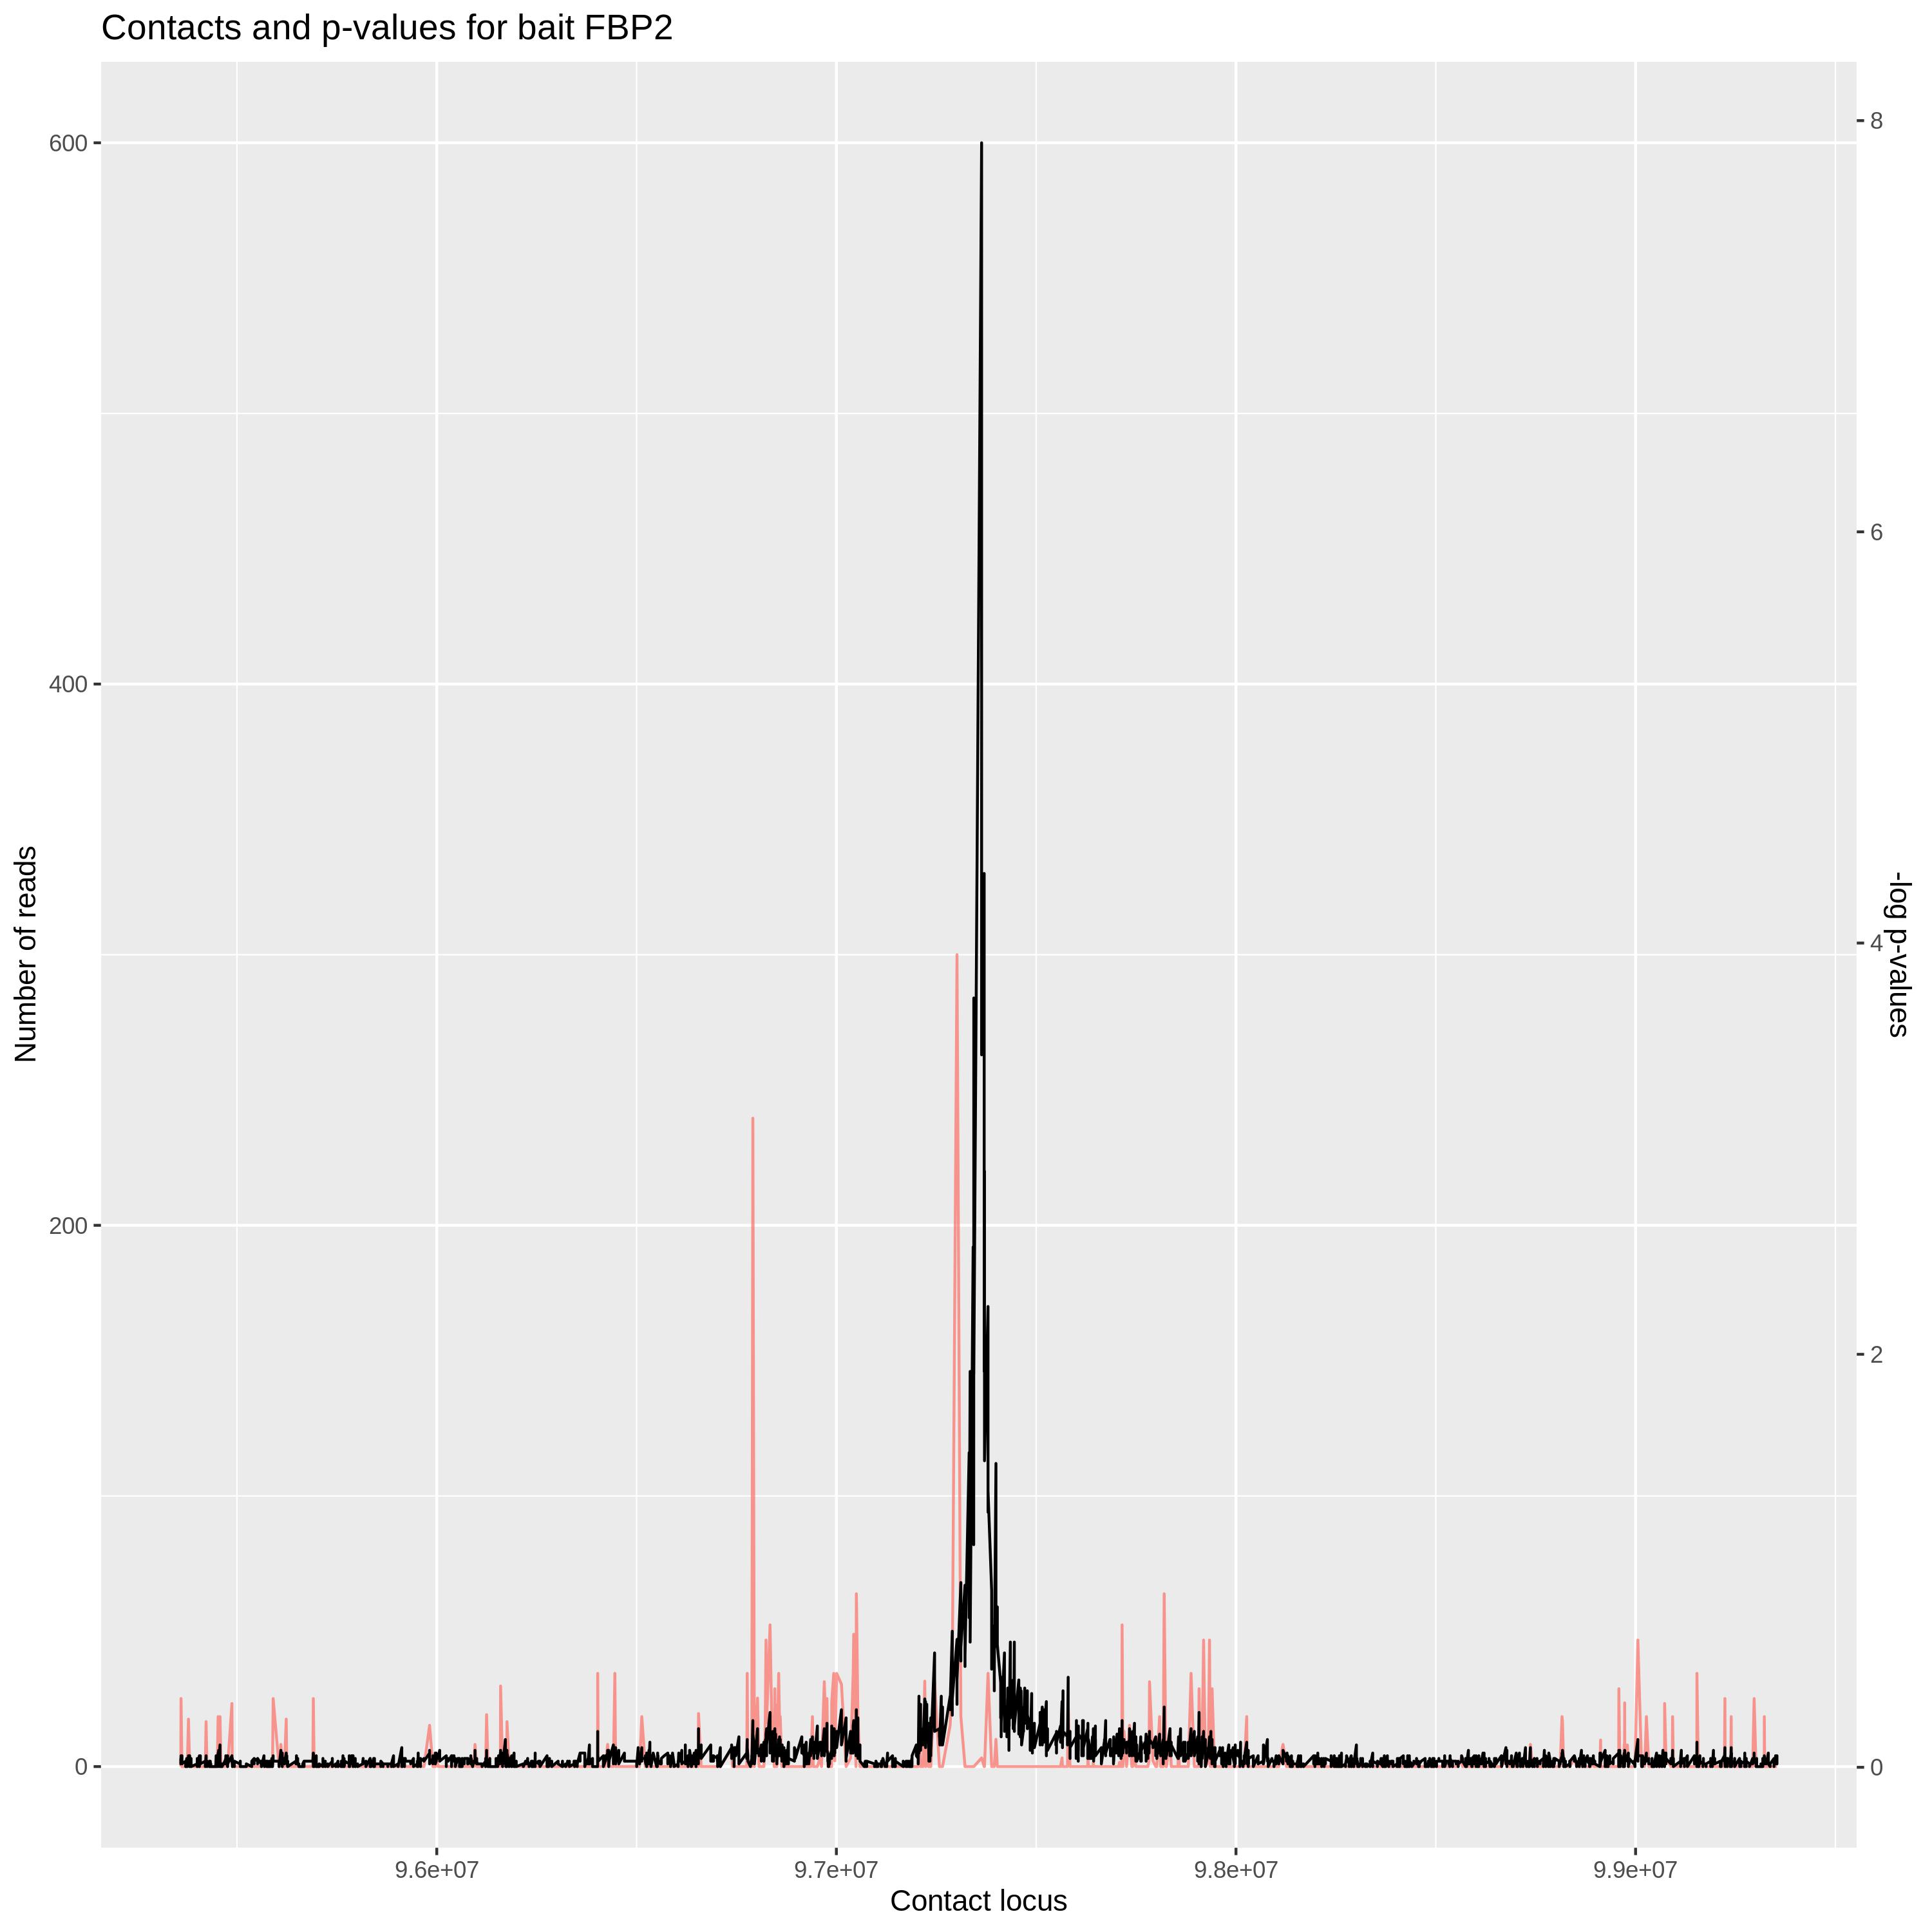 Contacts and p-values for bait FBP2
600
400
200
0
Number of reads
8
6
4
2
0
-log p-values
9.6e+07
9.7e+07
9.8e+07
9.9e+07
Contact locus